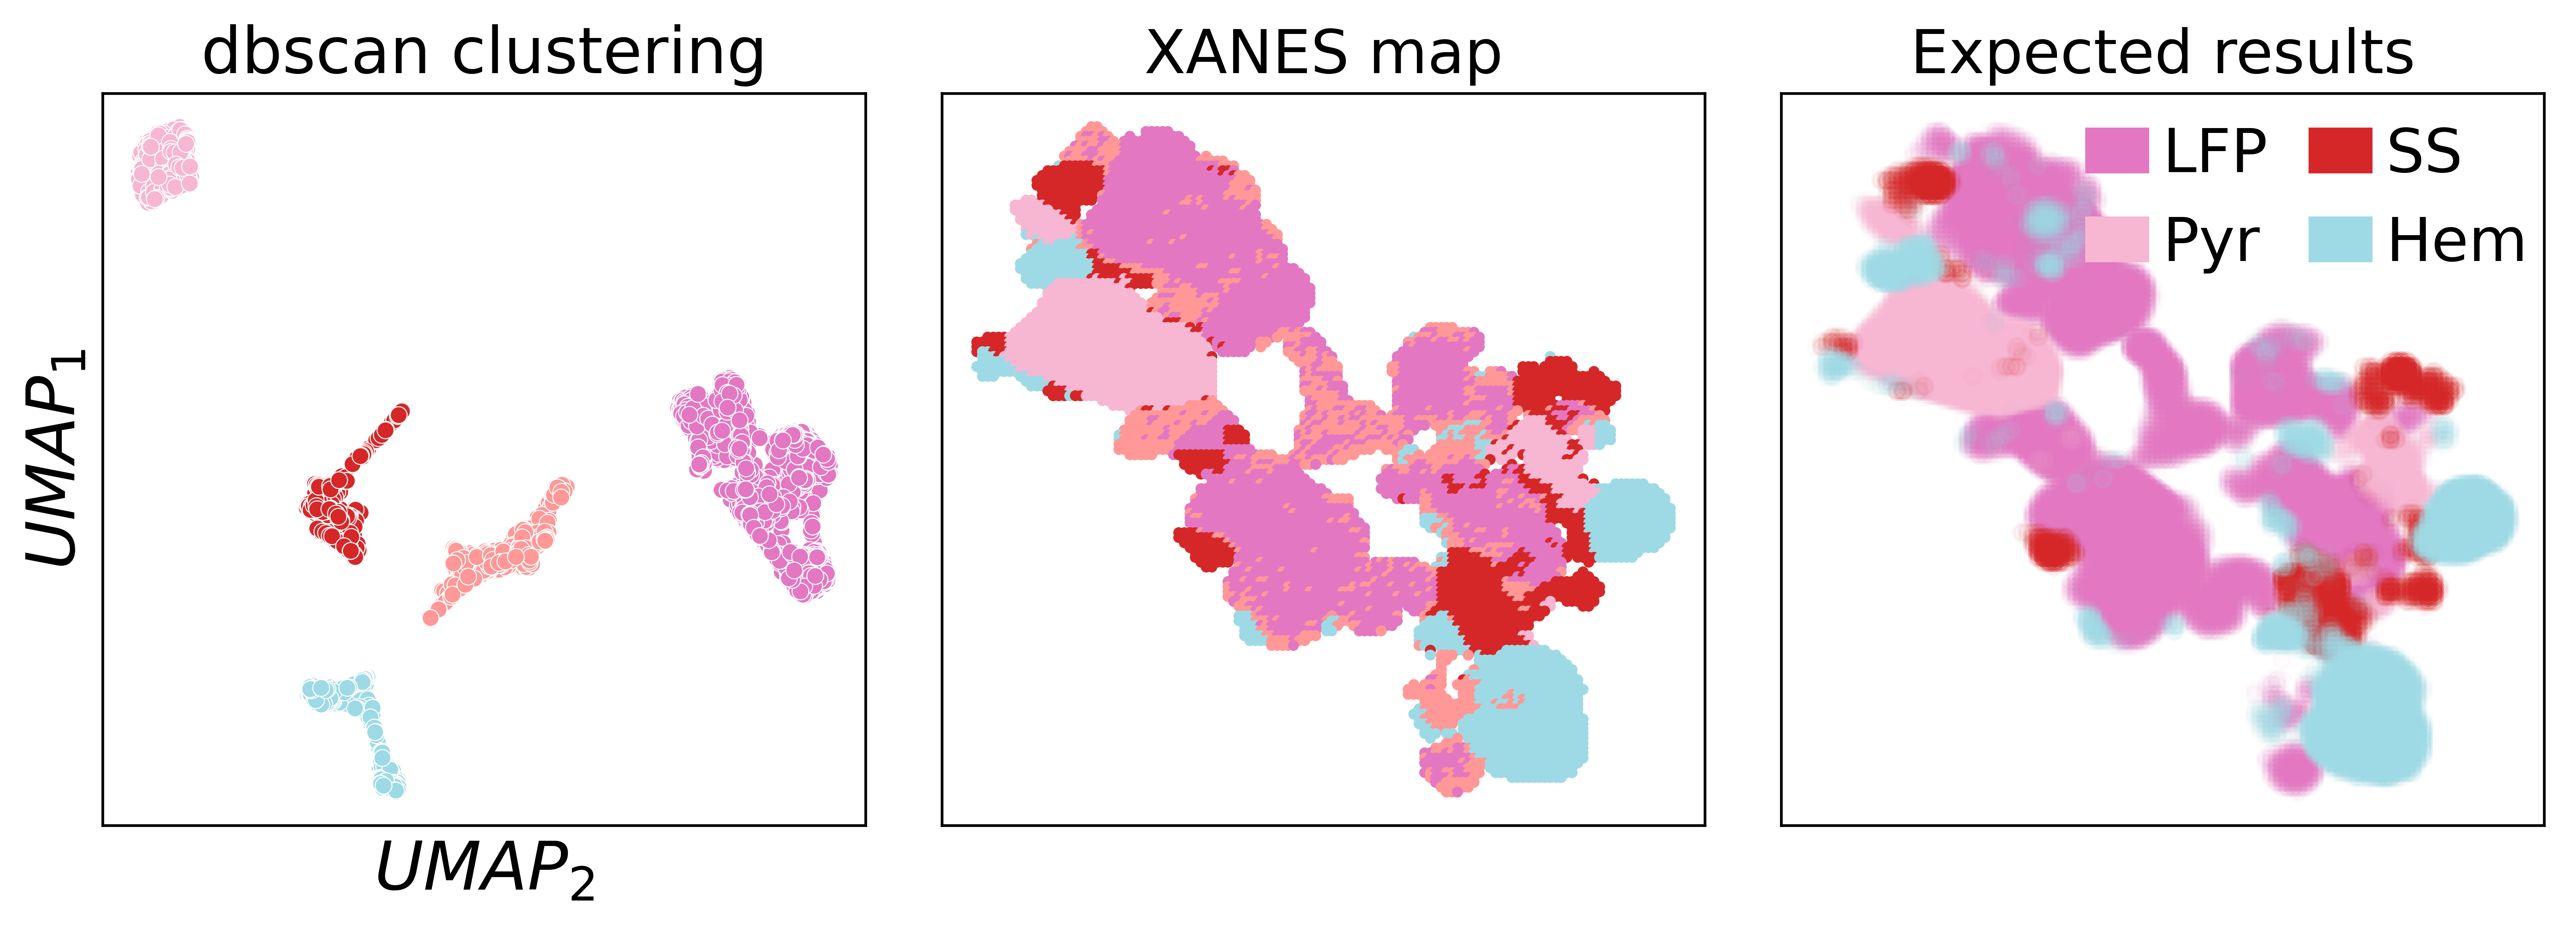 dbscan clustering
XANES map
Expected results
LFP
SS
Pyr
Hem
UMAP₁
UMAP₂